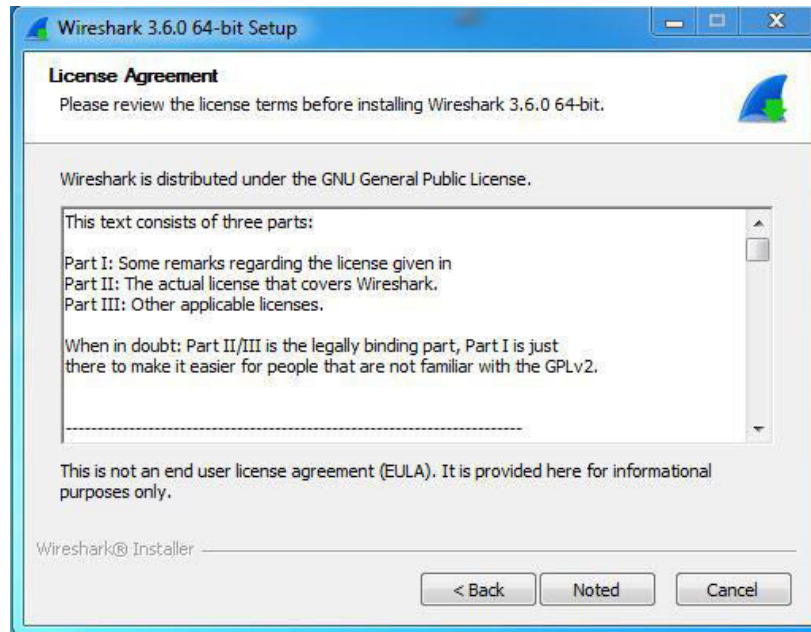 Wireshark 3.6.0 64-bit Setup
License Agreement
Please review the license terms before installing Wireshark 3.6.0 64-bit.
Wireshark is distributed under the GNU General Public License.
This text consists of three parts:
Part I: Some remarks regarding the license given in
Part II: The actual license that covers Wireshark.
Part III: Other applicable licenses.
When in doubt: Part II/III is the legally binding part, Part I is just
there to make it easier for people that are not familiar with the GPLv2.
------------------------------------------------------------------------
This is not an end user license agreement (EULA). It is provided here for informational
purposes only.
Wireshark® Installer
< Back Noted Cancel